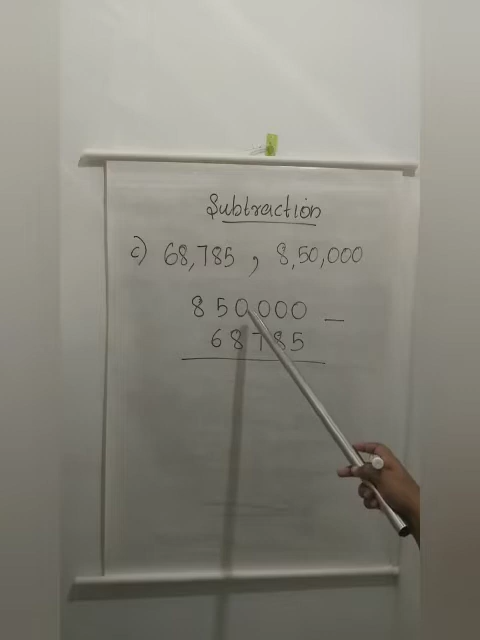 Subtraction
c) 68,785 , 8,50,000
850000 -
68785